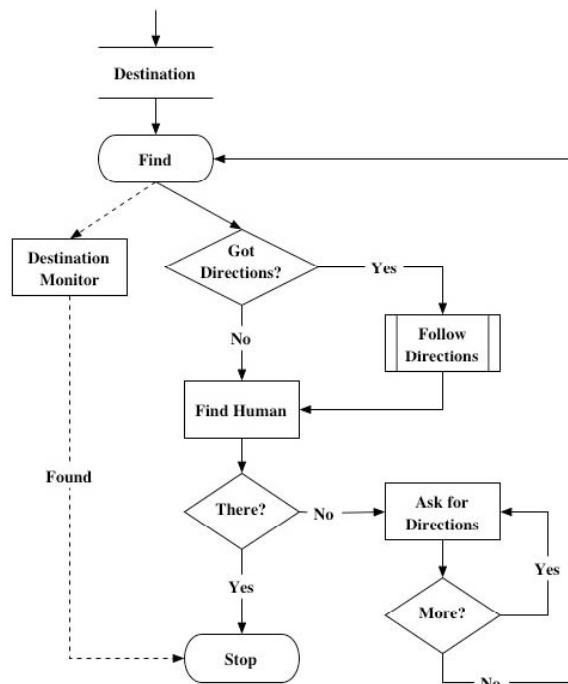 Destination
Find
Destination
Monitor
Got
Directions?
Yes
No
Follow
Directions
Find Human
Found
There?
No
Ask for
Directions
Yes
Yes
More?
Stop
No